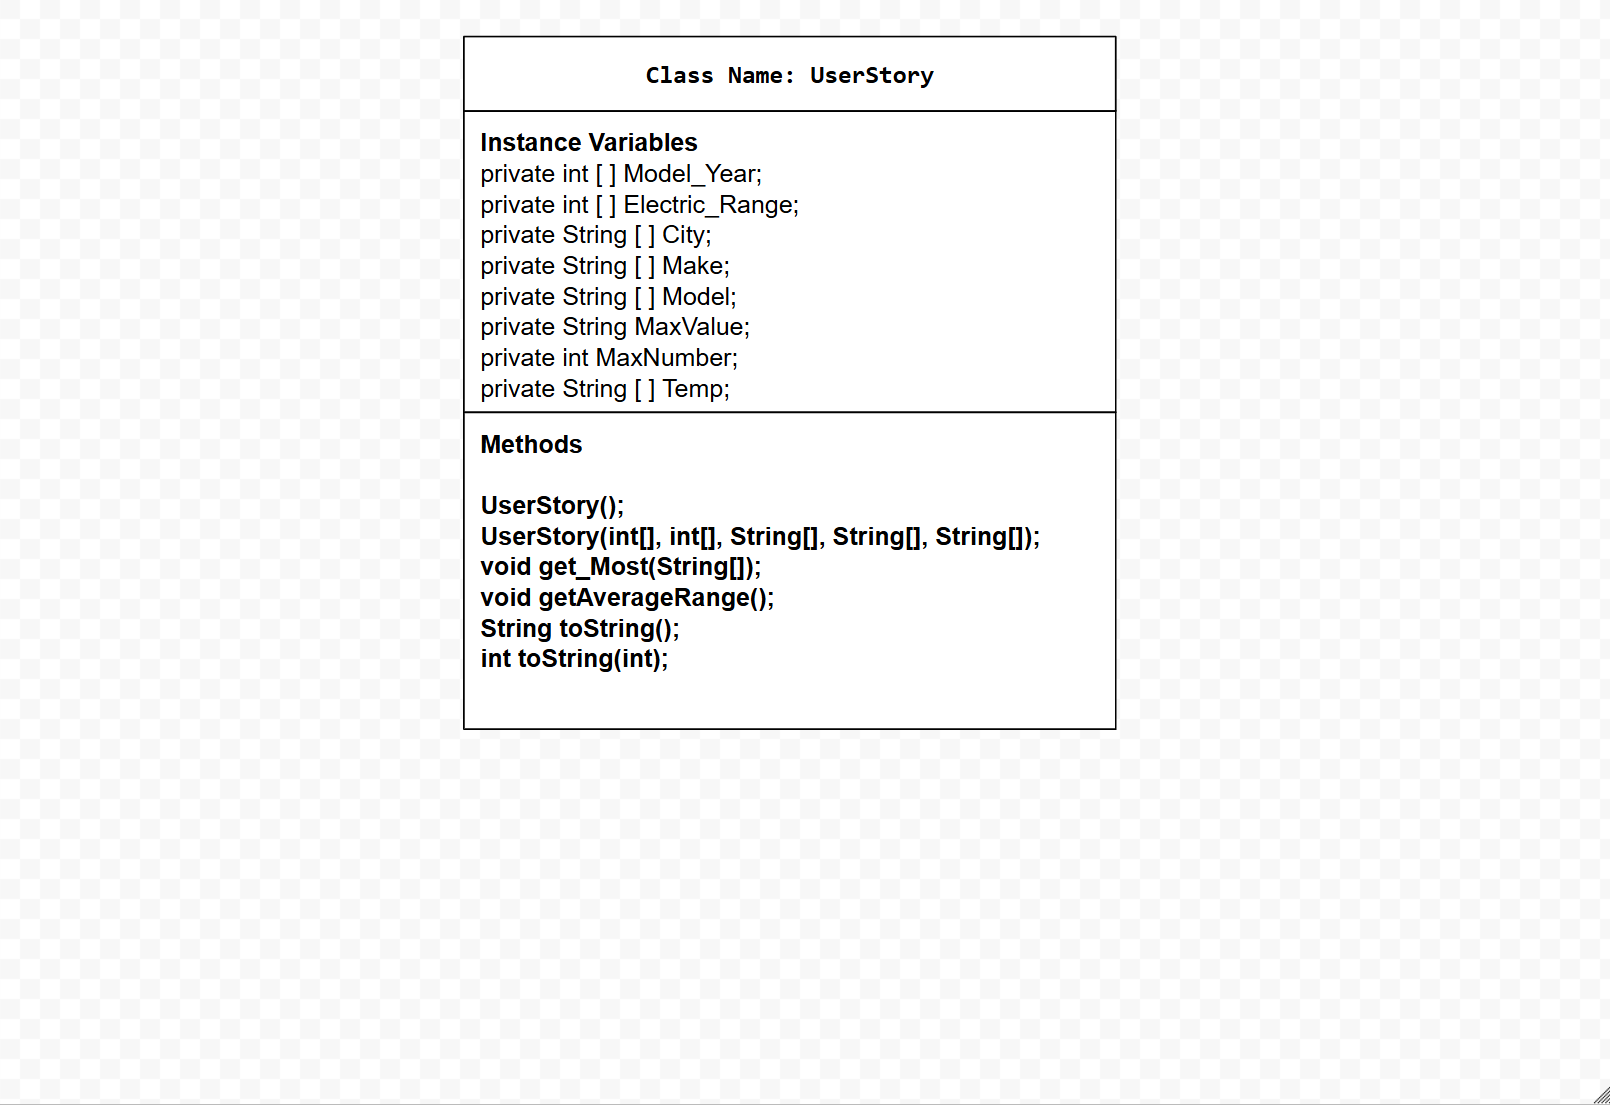 Class Name: UserStory
Instance Variables
private int [ ] Model_Year;
private int [ ] Electric_Range;
private String [ ] City;
private String [ ] Make;
private String [ ] Model;
private String MaxValue;
private int MaxNumber;
private String [ ] Temp;
Methods
UserStory();
UserStory(int[], int[], String[], String[], String[]);
void get_Most(String[]);
void getAverageRange();
String toString();
int toString(int);